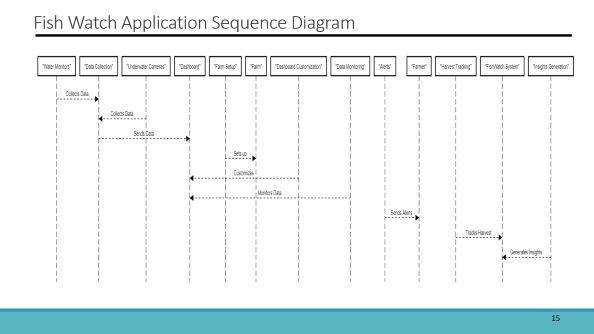 Fish Watch Application Sequence Diagram
"Water Monitors" "Data Collection" "Underwater Cameras" "Dashboard" "Farm Setup" "Farm" "Dashboard Customization" "Data Monitoring" "Alerts" "Farmer" "Harvest Tracking" "FishWatch System" "Insights Generation"
Collects Data
Collects Data
Sends Data
Sets up
Customizes
Monitors Data
Sends Alerts
Tracks Harvest
Generates Insights
15